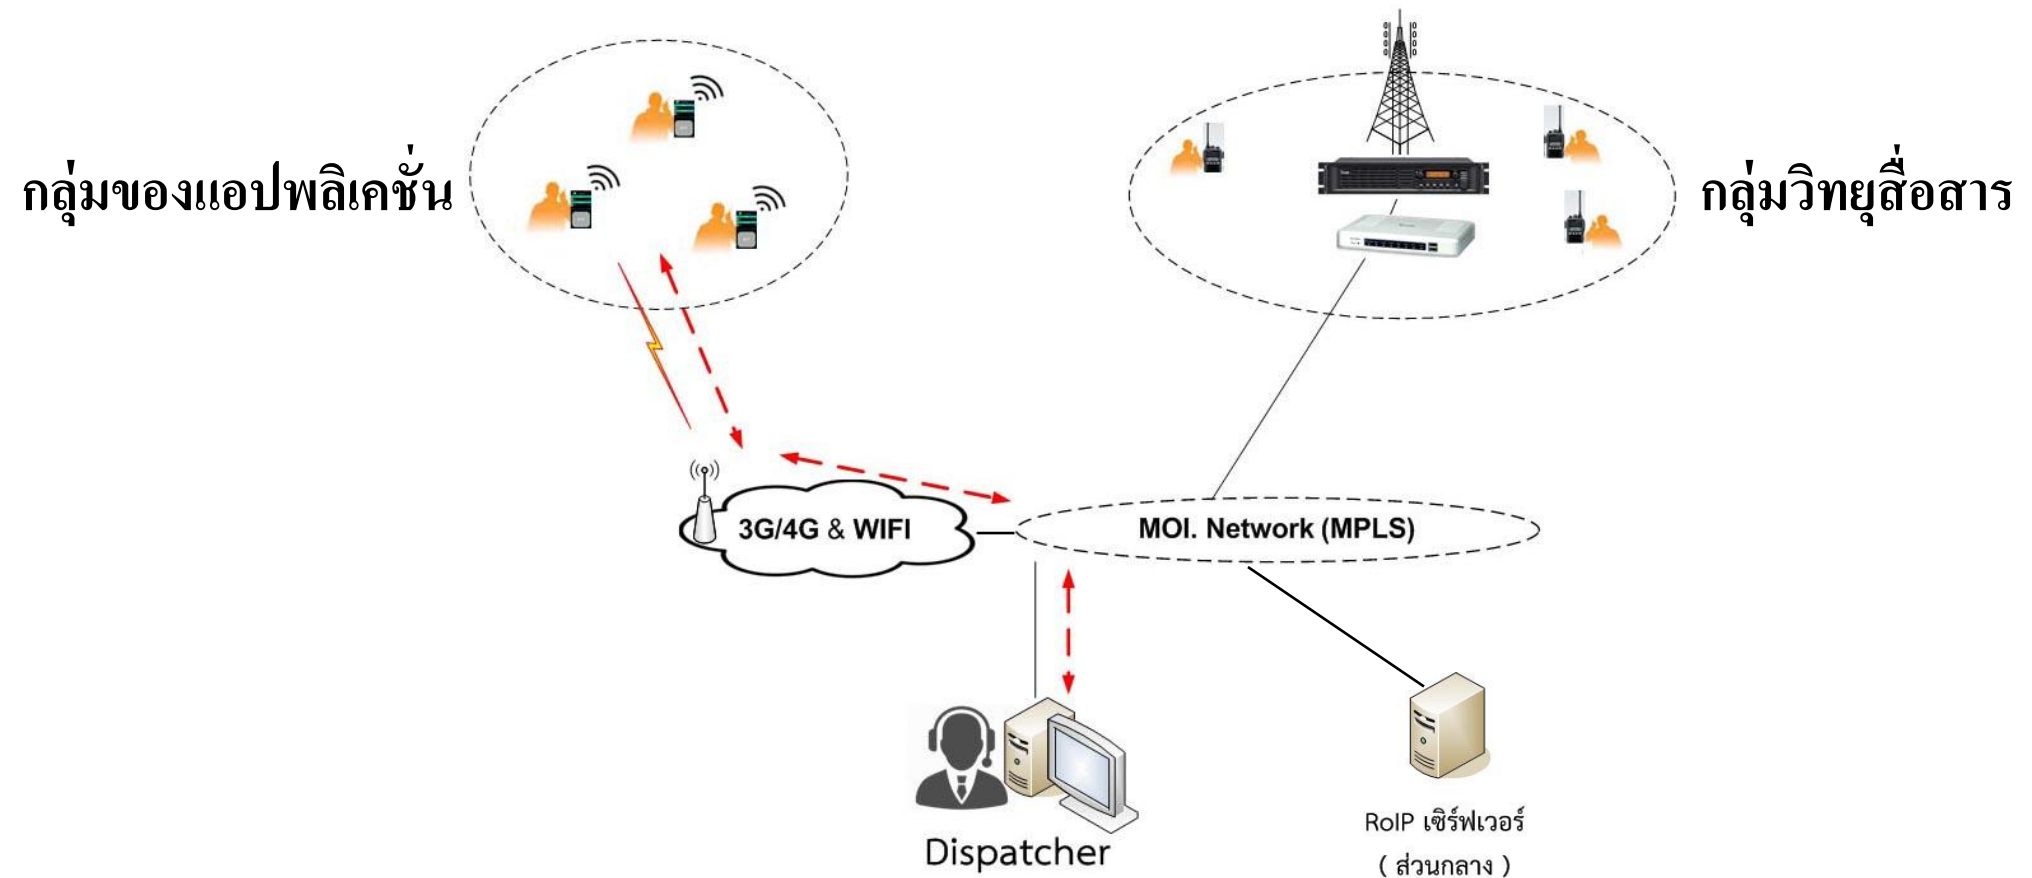 กลุ่มของแอปพลิเคชั่น
กลุ่มวิทยุสื่อสาร
3G/4G & WIFI
MOI. Network (MPLS)
Dispatcher
RoIP เซิร์ฟเวอร์
( ส่วนกลาง )